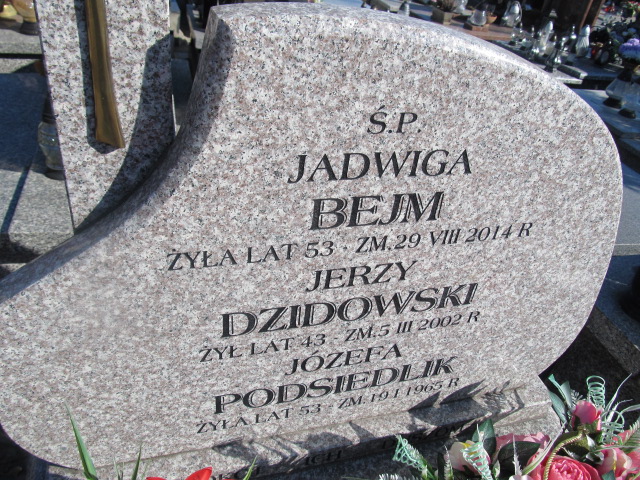 Ś.P.
JADWIGA
BEJM
ŻYŁA LAT 53 · ZM. 29 VIII 2014 R
JERZY
DZIDOWSKI
ŻYŁ LAT 43 - ZM. 5 III 2002 R
JÓZEFA
PODSIEDLIK
ŻYŁA LAT 53 - ZM. 19 I 1965 R
ICH